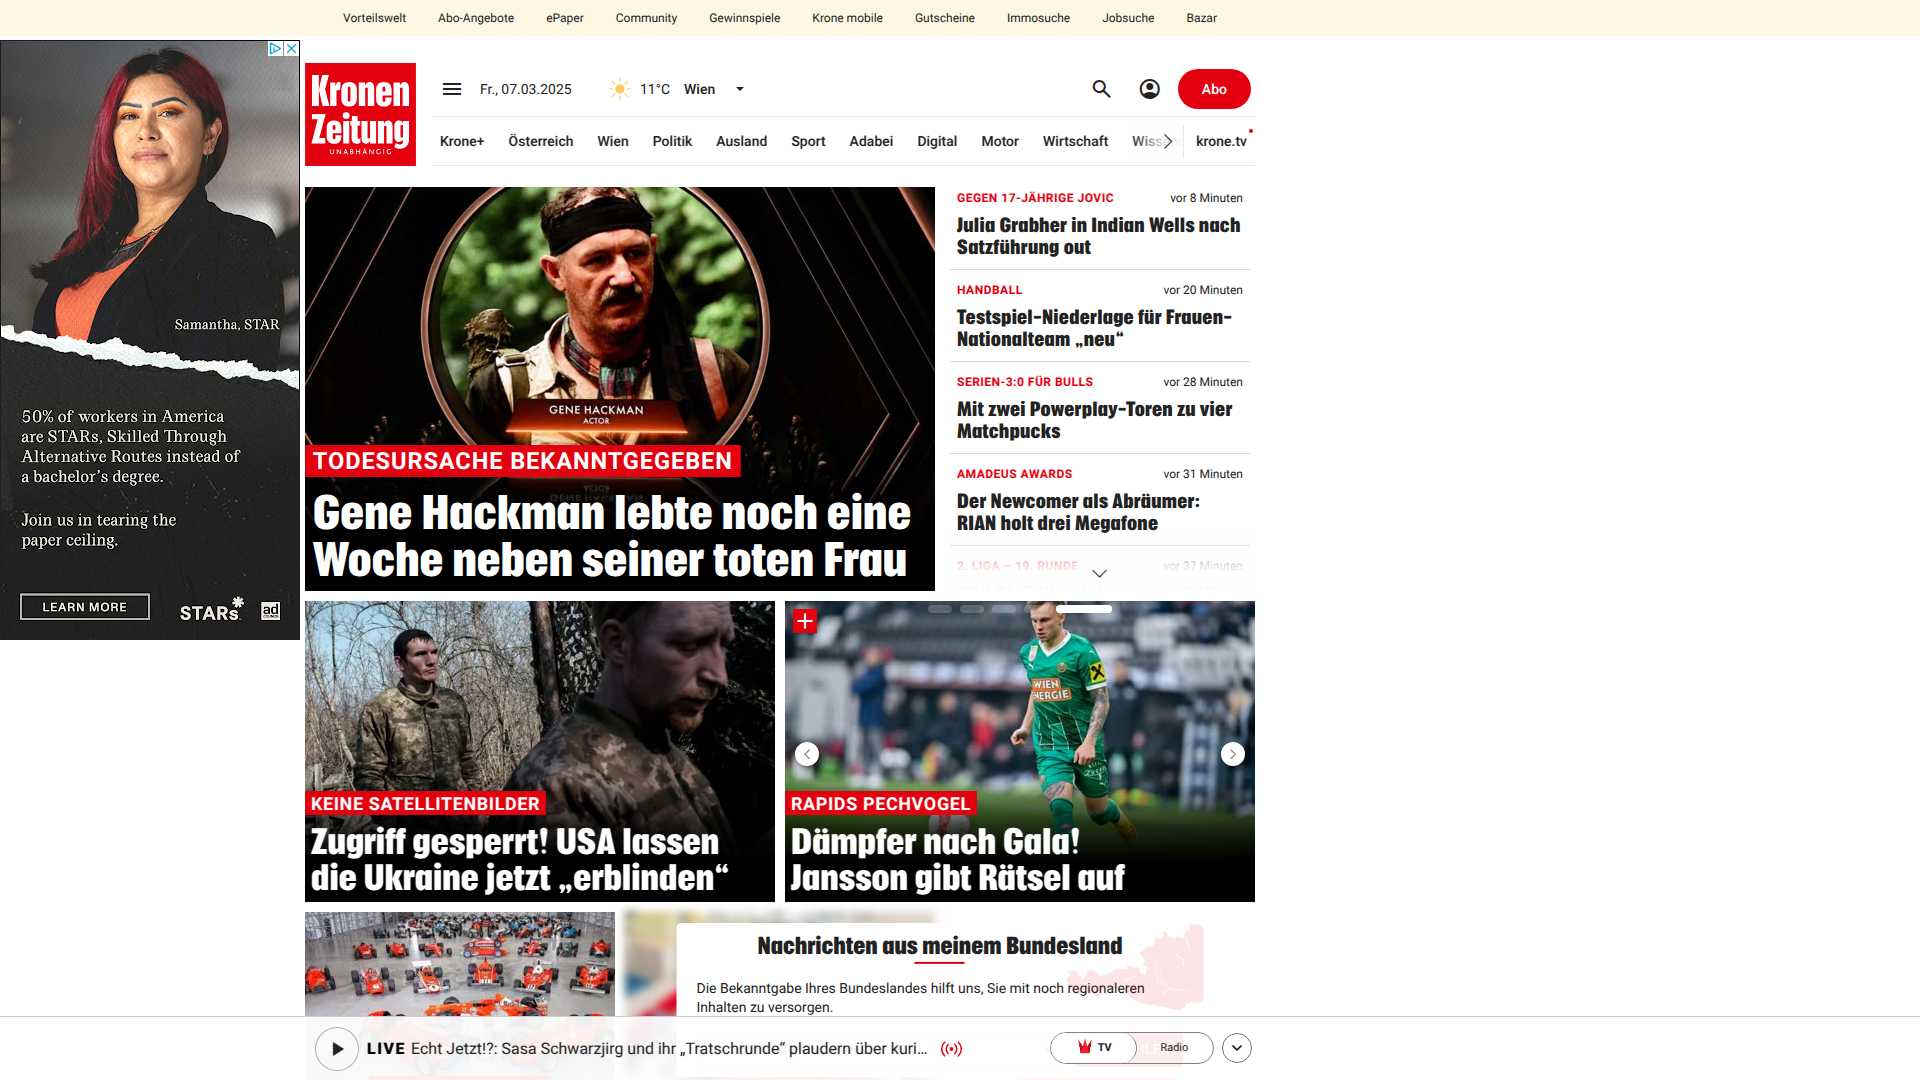 Vorteilswelt
Abo-Angebote
ePaper
Community
Gewinnspiele
Krone mobile
Gutscheine
Immosuche
Jobsuche
Bazar
Samantha, STAR
50% of workers in America
are STARs, Skilled Through
Alternative Routes instead of
a bachelor's degree.
Join us in tearing the
paper ceiling.
LEARN MORE
STARs
ad
Kronen
Zeitung
UNABHÄNGIG
Fr., 07.03.2025
11°C
Wien
Abo
Krone+
Österreich
Wien
Politik
Ausland
Sport
Adabei
Digital
Motor
Wirtschaft
krone.tv
GENE HACKMAN
ACTOR
TODESURSACHE BEKANNTGEGEBEN
Gene Hackman lebte noch eine
Woche neben seiner toten Frau
GEGEN 17-JÄHRIGE JOVIC
vor 8 Minuten
Julia Grabher in Indian Wells nach
Satzführung out
HANDBALL
vor 20 Minuten
Testspiel-Niederlage für Frauen-
Nationalteam „neu“
SERIEN-3:0 FÜR BULLS
vor 28 Minuten
Mit zwei Powerplay-Toren zu vier
Matchpucks
AMADEUS AWARDS
vor 31 Minuten
Der Newcomer als Abräumer:
RIAN holt drei Megafone
2. LIGA – 19. RUNDE
vor 37 Minuten
KEINE SATELLITENBILDER
Zugriff gesperrt! USA lassen
die Ukraine jetzt „erblinden“
WIEN
ENERGIE
RAPIDS PECHVOGEL
Dämpfer nach Gala!
Jansson gibt Rätsel auf
Nachrichten aus meinem Bundesland
Die Bekanntgabe Ihres Bundeslandes hilft uns, Sie mit noch regionaleren
Inhalten zu versorgen.
LIVE Echt Jetzt!?: Sasa Schwarzjirg und ihr „Tratschrunde“ plaudern über kuri...
TV
Radio